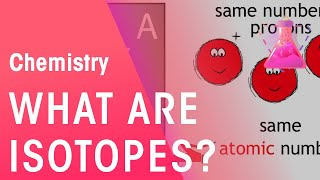 Chemistry
WHAT ARE
ISOTOPES?
A
same number
protons
+
same
atomic numb